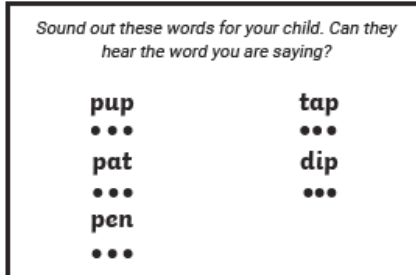 Sound out these words for your child. Can they
hear the word you are saying?
pup
tap
pat
dip
pen